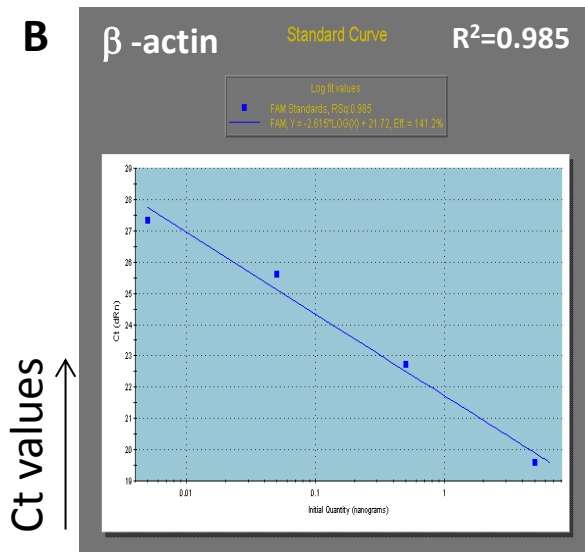 B
β -actin
Standard Curve
R²=0.985
Log fit values
FAM Standards, RSq:0.985
FAM, Y = -2.615*LOG(X) + 21.72, Eff. = 141.2%
29
28
27
26
25
24
23
22
21
20
19
Ct (dRn)
Ct values
0.01
0.1
1
Initial Quantity (nanograms)